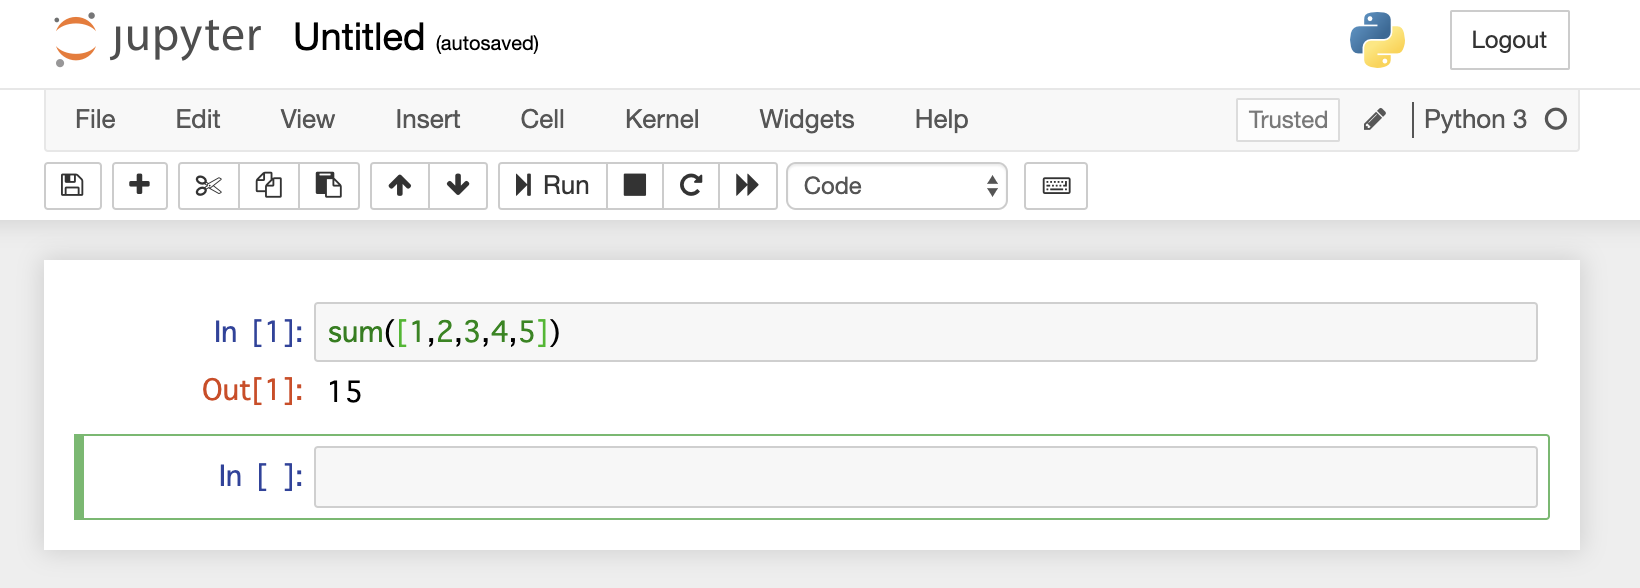 jupyter Untitled (autosaved) Logout
File Edit View Insert Cell Kernel Widgets Help Trusted Python 3
Run Code
In [1]: sum([1,2,3,4,5])
Out[1]: 15
In [ ]: